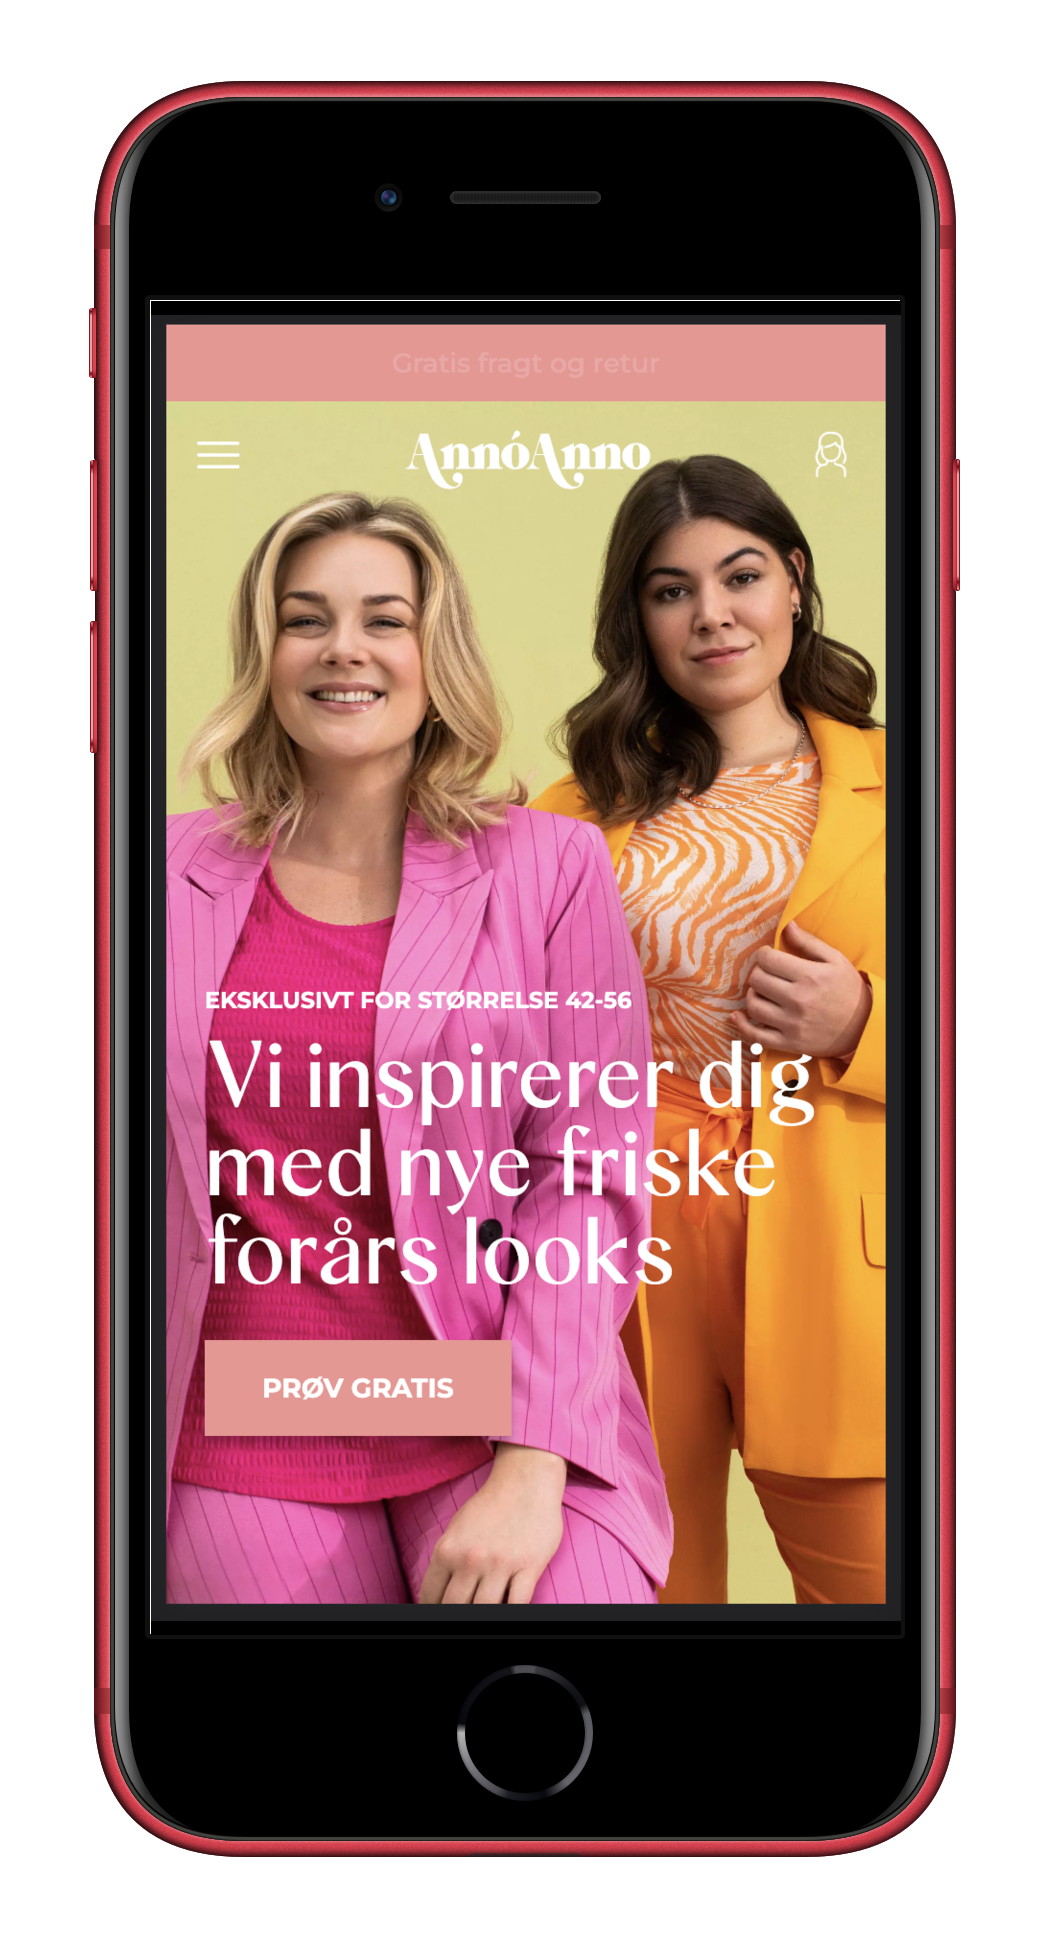 Gratis fragt og retur
AnnóAnno
EKSKLUSIVT FOR STØRRELSE 42-56
Vi inspirerer dig
med nye friske
forårs looks
PRØV GRATIS